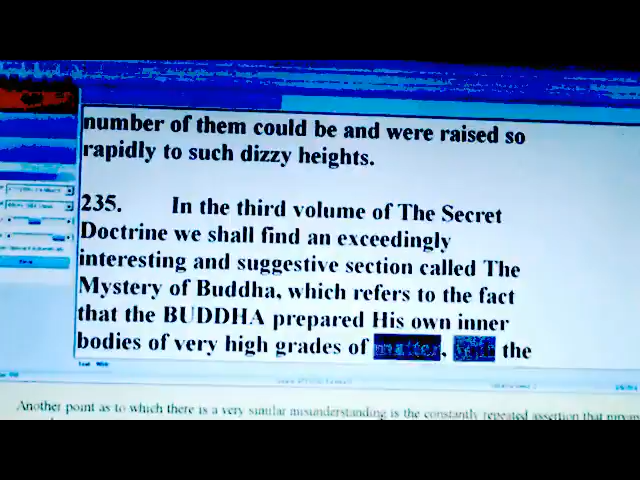 number of them could be and were raised so
rapidly to such dizzy heights.
235. In the third volume of The Secret
Doctrine we shall find an exceedingly
interesting and suggestive section called The
Mystery of Buddha, which refers to the fact
that the BUDDHA prepared His own inner
bodies of very high grades of matter, the
Another point as to which there is a very similar misunderstanding is the constantly repeated assertion that